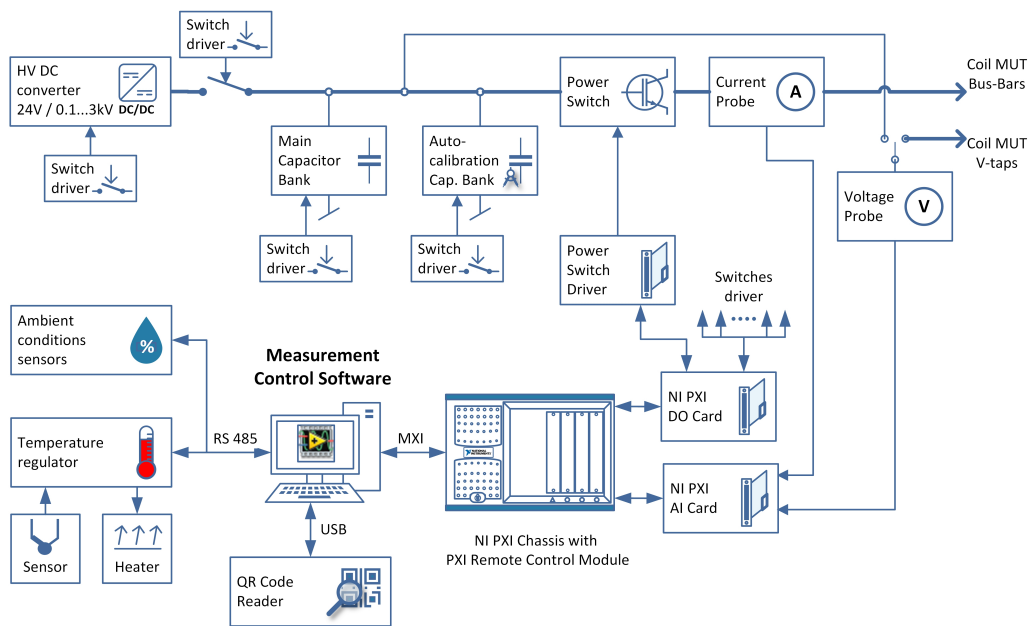 Switch
driver
HV DC
converter
24V / 0.1...3kV
DC/DC
Switch
driver
Main
Capacitor
Bank
Switch
driver
Auto-
calibration
Cap. Bank
Switch
driver
Power
Switch
Current
Probe
A
Coil MUT
Bus-Bars
Coil MUT
V-taps
Voltage
Probe
V
Power
Switch
Driver
Switches
driver
Ambient
conditions
sensors
%
Measurement
Control Software
NI PXI
DO Card
Temperature
regulator
RS 485
MXI
NATIONAL
INSTRUMENTS
NI PXI
AI Card
Sensor
Heater
USB
NI PXI Chassis with
PXI Remote Control Module
QR Code
Reader